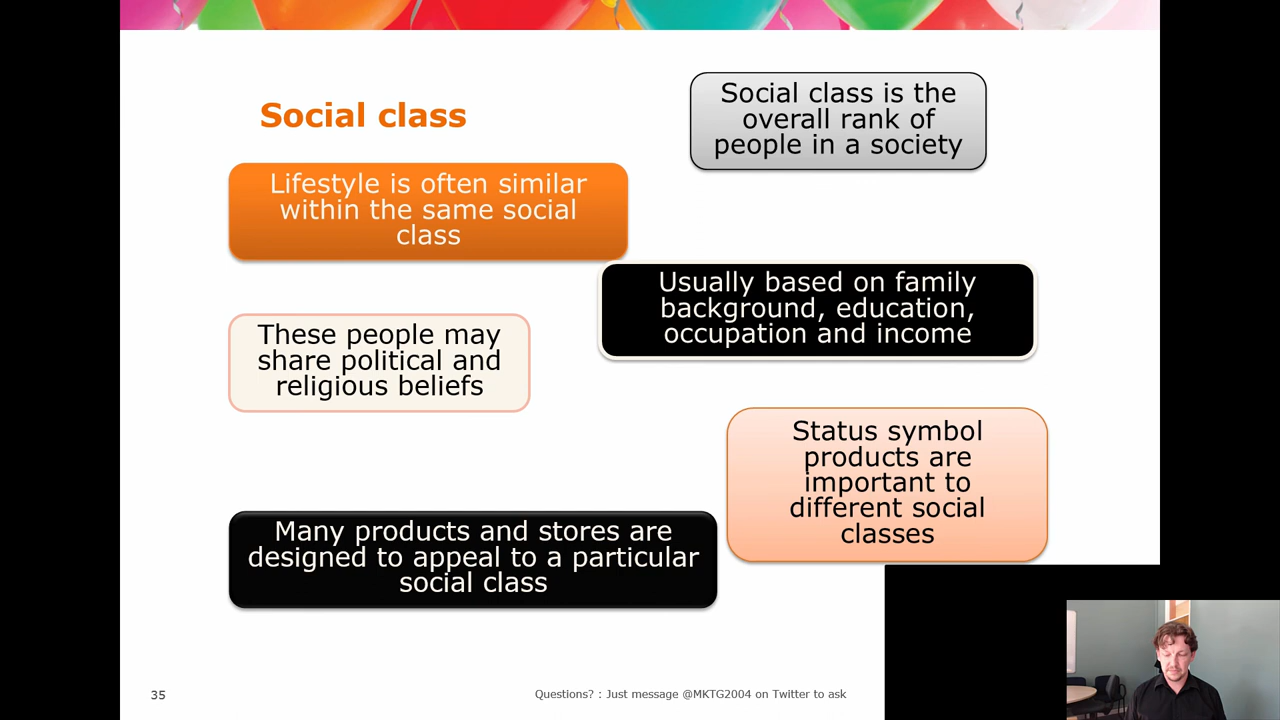 Social class
Social class is the
overall rank of
people in a society
Lifestyle is often similar
within the same social
class
Usually based on family
background, education,
occupation and income
These people may
share political and
religious beliefs
Status symbol
products are
important to
different social
classes
Many products and stores are
designed to appeal to a particular
social class
35
Questions? : Just message @MKTG2004 on Twitter to ask